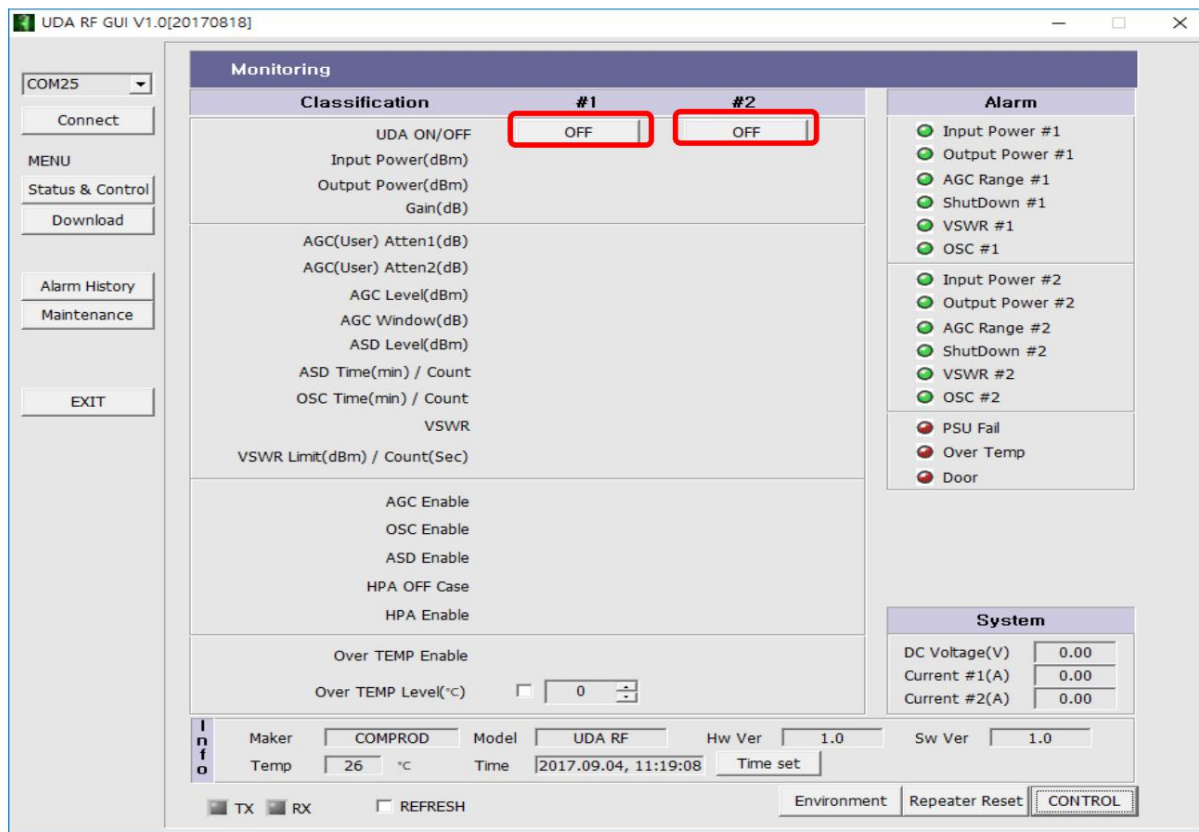 UDA RF GUI V1.0[20170818]
COM25
Connect
MENU
Status & Control
Download
Alarm History
Maintenance
EXIT
Monitoring
Classification #1 #2
UDA ON/OFF OFF OFF
Input Power(dBm)
Output Power(dBm)
Gain(dB)
AGC(User) Atten1(dB)
AGC(User) Atten2(dB)
AGC Level(dBm)
AGC Window(dB)
ASD Level(dBm)
ASD Time(min) / Count
OSC Time(min) / Count
VSWR
VSWR Limit(dBm) / Count(Sec)
AGC Enable
OSC Enable
ASD Enable
HPA OFF Case
HPA Enable
Over TEMP Enable
Over TEMP Level(°C) 0
Alarm
Input Power #1
Output Power #1
AGC Range #1
ShutDown #1
VSWR #1
OSC #1
Input Power #2
Output Power #2
AGC Range #2
ShutDown #2
VSWR #2
OSC #2
PSU Fail
Over Temp
Door
System
DC Voltage(V) 0.00
Current #1(A) 0.00
Current #2(A) 0.00
Info
Maker COMPROD Model UDA RF Hw Ver 1.0 Sw Ver 1.0
Temp 26 °C Time 2017.09.04, 11:19:08 Time set
TX RX REFRESH Environment Repeater Reset CONTROL